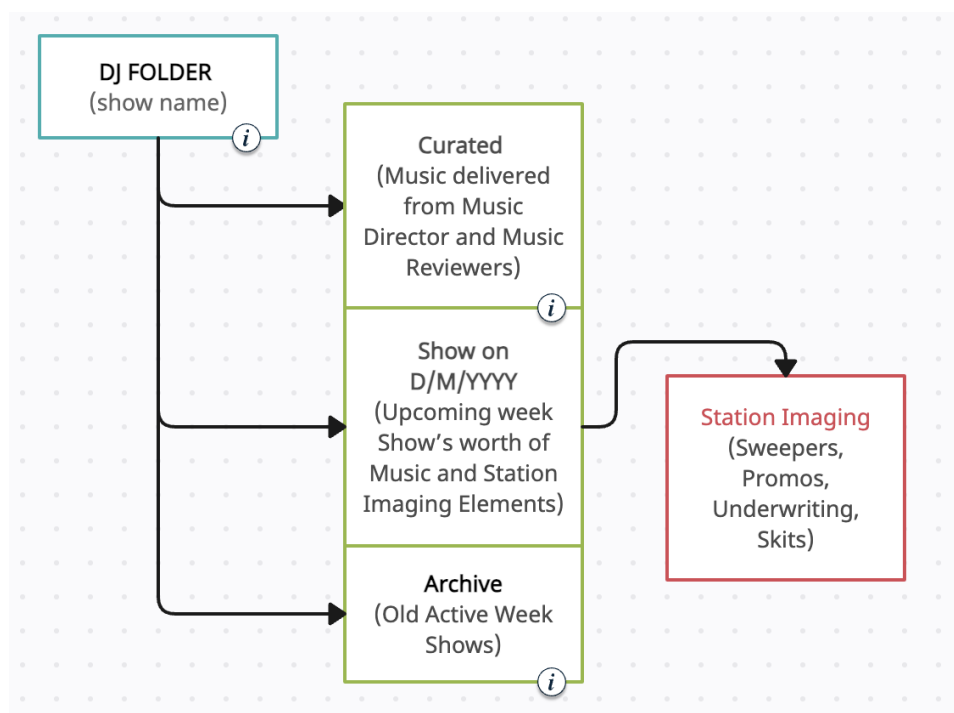 DJ FOLDER
(show name)
i
Curated
(Music delivered
from Music
Director and Music
Reviewers)
i
Show on
D/M/YYYY
(Upcoming week
Show’s worth of
Music and Station
Imaging Elements)
Archive
(Old Active Week
Shows)
i
Station Imaging
(Sweepers,
Promos,
Underwriting,
Skits)